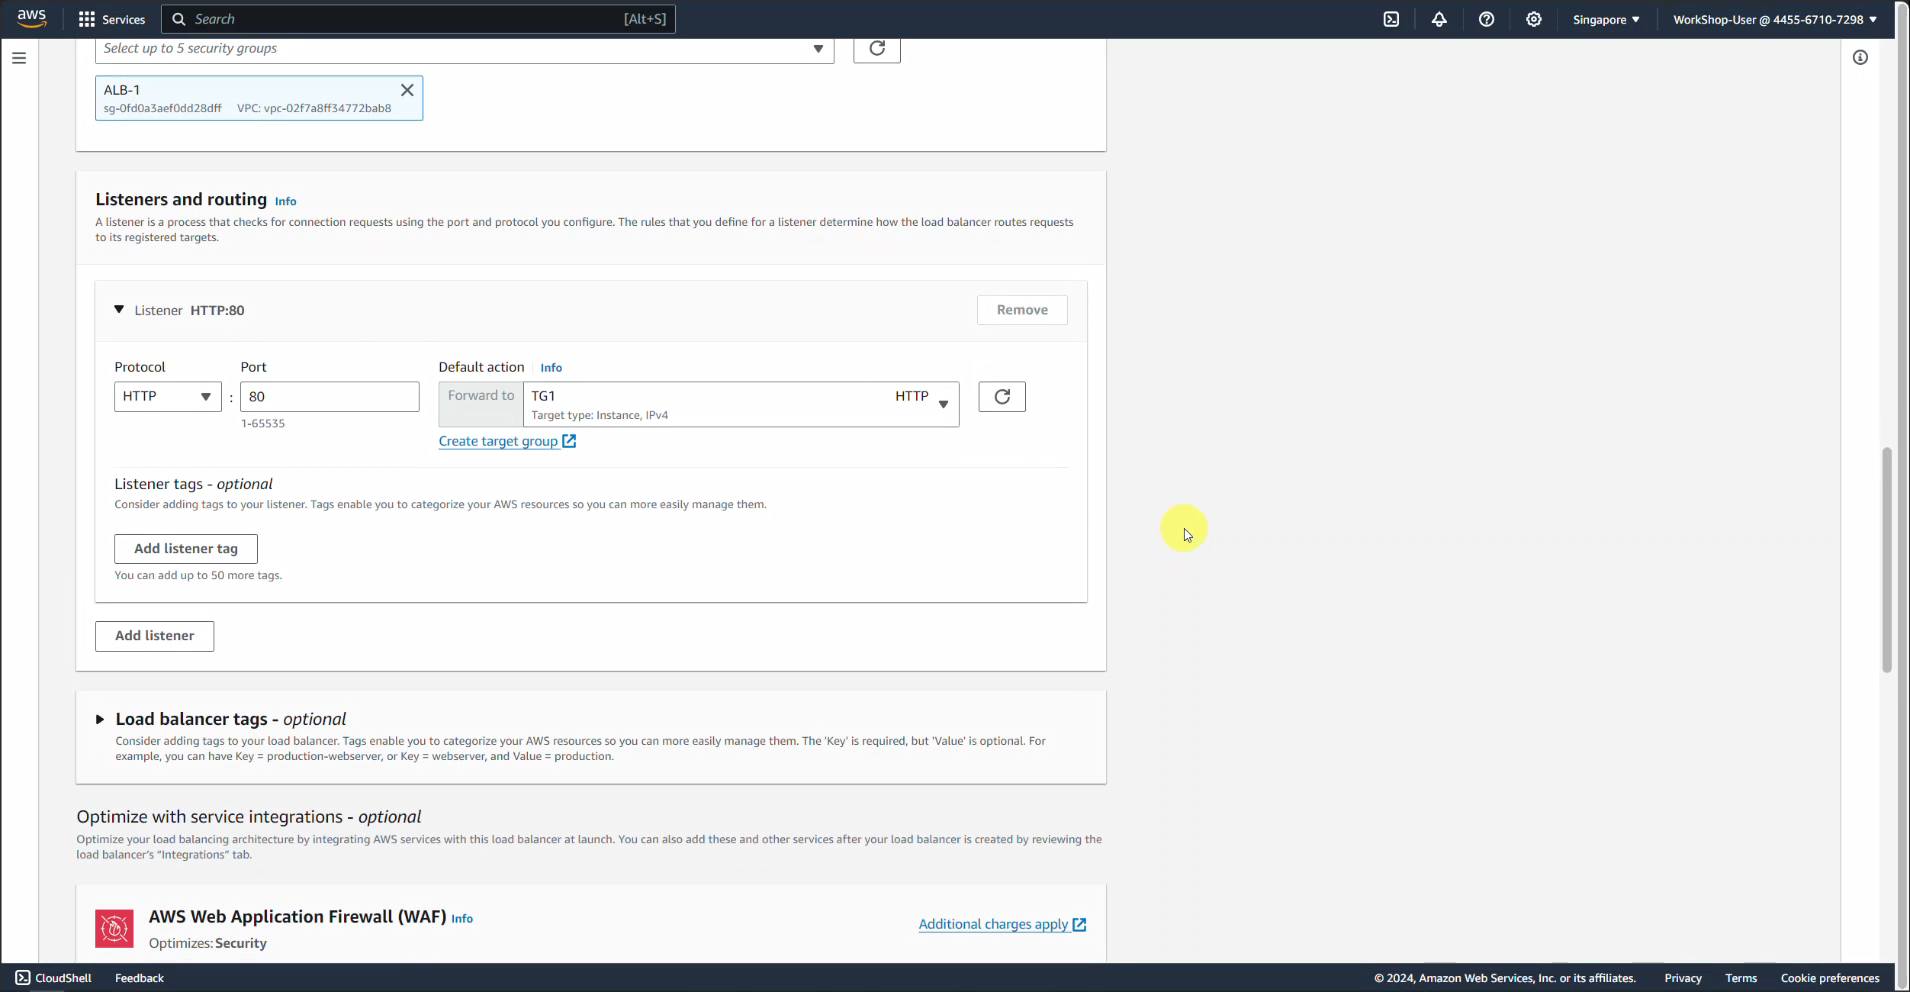 aws
Services
Search
[Alt+S]
Singapore
WorkShop-User @ 4455-6710-7298
Select up to 5 security groups
ALB-1
sg-0fd0a3aef0dd28dff VPC: vpc-02f7a8ff34772bab8
Listeners and routing Info
A listener is a process that checks for connection requests using the port and protocol you configure. The rules that you define for a listener determine how the load balancer routes requests
to its registered targets.
Listener HTTP:80
Remove
Protocol
Port
Default action
Info
HTTP
:
80
Forward to
TG1
HTTP
Target type: Instance, IPv4
1-65535
Create target group
Listener tags - optional
Consider adding tags to your listener. Tags enable you to categorize your AWS resources so you can more easily manage them.
Add listener tag
You can add up to 50 more tags.
Add listener
Load balancer tags - optional
Consider adding tags to your load balancer. Tags enable you to categorize your AWS resources so you can more easily manage them. The 'Key' is required, but 'Value' is optional. For
example, you can have Key = production-webserver, or Key = webserver, and Value = production.
Optimize with service integrations - optional
Optimize your load balancing architecture by integrating AWS services with this load balancer at launch. You can also add these and other services after your load balancer is created by reviewing the
load balancer's “Integrations” tab.
AWS Web Application Firewall (WAF) Info
Additional charges apply
Optimizes: Security
CloudShell
Feedback
© 2024, Amazon Web Services, Inc. or its affiliates.
Privacy
Terms
Cookie preferences